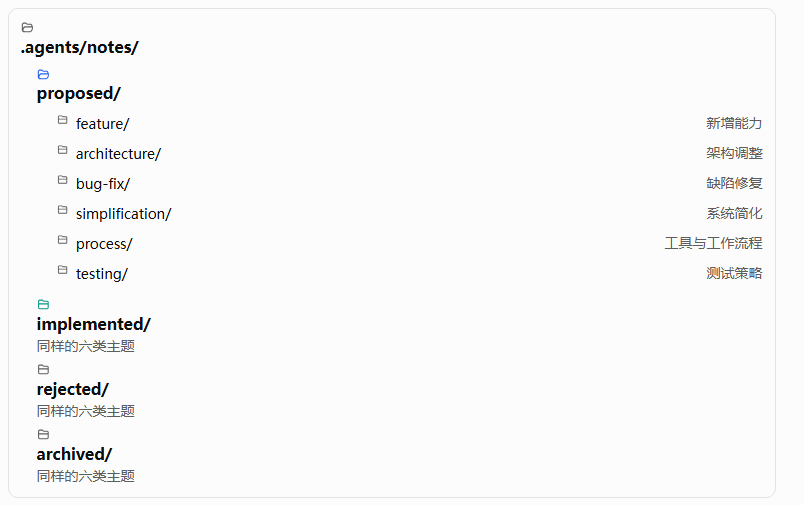 .agents/notes/
proposed/
feature/ 新增能力
architecture/ 架构调整
bug-fix/ 缺陷修复
simplification/ 系统简化
process/ 工具与工作流程
testing/ 测试策略
implemented/
同样的六类主题
rejected/
同样的六类主题
archived/
同样的六类主题